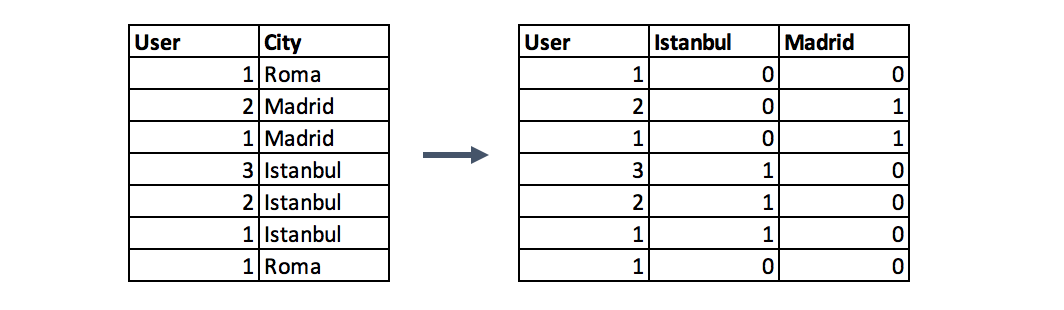 User City
1 Roma
2 Madrid
1 Madrid
3 Istanbul
2 Istanbul
1 Istanbul
1 Roma
User Istanbul Madrid
1 0 0
2 0 1
1 0 1
3 1 0
2 1 0
1 1 0
1 0 0